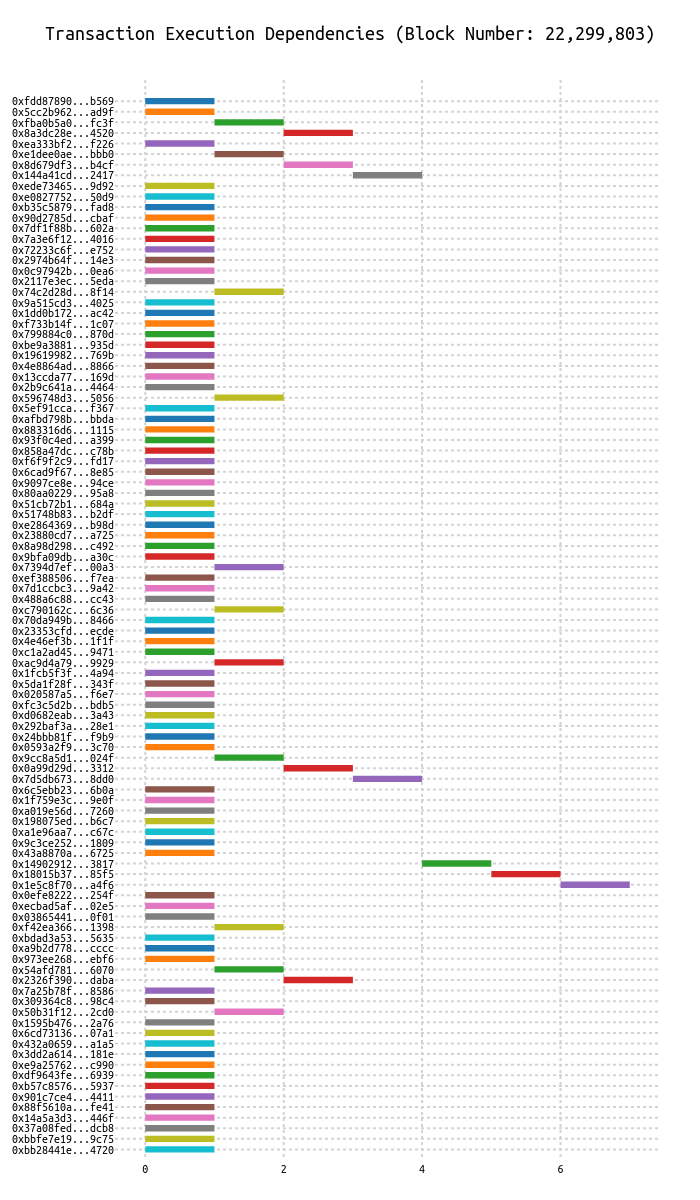 Transaction Execution Dependencies (Block Number: 22,299,803)
0xfdd87890...b569
0x5cc2b962...ad9f
0xfba0b5a0...fc3f
0x8a3dc28e...4520
0xea333bf2...f226
0xe1dee0ae...bbb0
0x8d679df3...b4cf
0x144a41cd...2417
0xede73465...9d92
0xe0827752...50d9
0xb35c5879...fad8
0x90d2785d...cbaf
0x7df1f88b...602a
0x7a3e6f12...4016
0x72233c6f...e752
0x2974b64f...14e3
0x0c97942b...0ea6
0x2117e3ec...5eda
0x74c2d28d...8f14
0x9a515cd3...4025
0x1dd0b172...ac42
0xf733b14f...1c07
0x799884c0...870d
0xbe9a3881...935d
0x19619982...769b
0x4e8864ad...8866
0x13ccda77...169d
0x2b9c641a...4464
0x596748d3...5056
0x5ef91cca...f367
0xafbd798b...bbda
0x883316d6...1115
0x93f0c4ed...a399
0x858a47dc...c78b
0xf6f9f2c9...fd17
0x6cad9f67...8e85
0x9097ce8e...94ce
0x80aa0229...95a8
0x51cb72b1...684a
0x51748b83...b2df
0xe2864369...b98d
0x23880cd7...a725
0x8a98d298...c492
0x9bfa09db...a30c
0x7394d7ef...00a3
0xef388506...f7ea
0x7d1ccbc3...9a42
0x488a6c88...cc43
0xc790162c...6c36
0x70da949b...8466
0x23353cfd...ecde
0x4e46ef3b...1f1f
0xc1a2ad45...9471
0xac9d4a79...9929
0x1fcb5f3f...4a94
0x5da1f28f...343f
0x020587a5...f6e7
0xfc3c5d2b...bdb5
0xd0682eab...3a43
0x292baf3a...28e1
0x24bbb81f...f9b9
0x0593a2f9...3c70
0x9cc8a5d1...024f
0x0a99d29d...3312
0x7d5db673...8dd0
0x6c5ebb23...6b0a
0x1f759e3c...9e0f
0xa019e56d...7260
0x198075ed...b6c7
0xa1e96aa7...c67c
0x9c3ce252...1809
0x43a8870a...6725
0x14902912...3817
0x18015b37...85f5
0x1e5c8f70...a4f6
0x0efe8222...254f
0xecbad5af...02e5
0x03865441...0f01
0xf42ea366...1398
0xbdad3a53...5635
0xa9b2d778...cccc
0x973ee268...ebf6
0x54afd781...6070
0x2326f390...daba
0x7a25b78f...8586
0x309364c8...98c4
0x50b31f12...2cd0
0x1595b476...2a76
0x6cd73136...07a1
0x432a0659...a1a5
0x3dd2a614...181e
0xe9a25762...c990
0xdf9643fe...6939
0xb57c8576...5937
0x901c7ce4...4411
0x88f5610a...fe41
0x14a5a3d3...446f
0x37a08fed...dcb8
0xbbfe7e19...9c75
0xbb28441e...4720
0 2 4 6